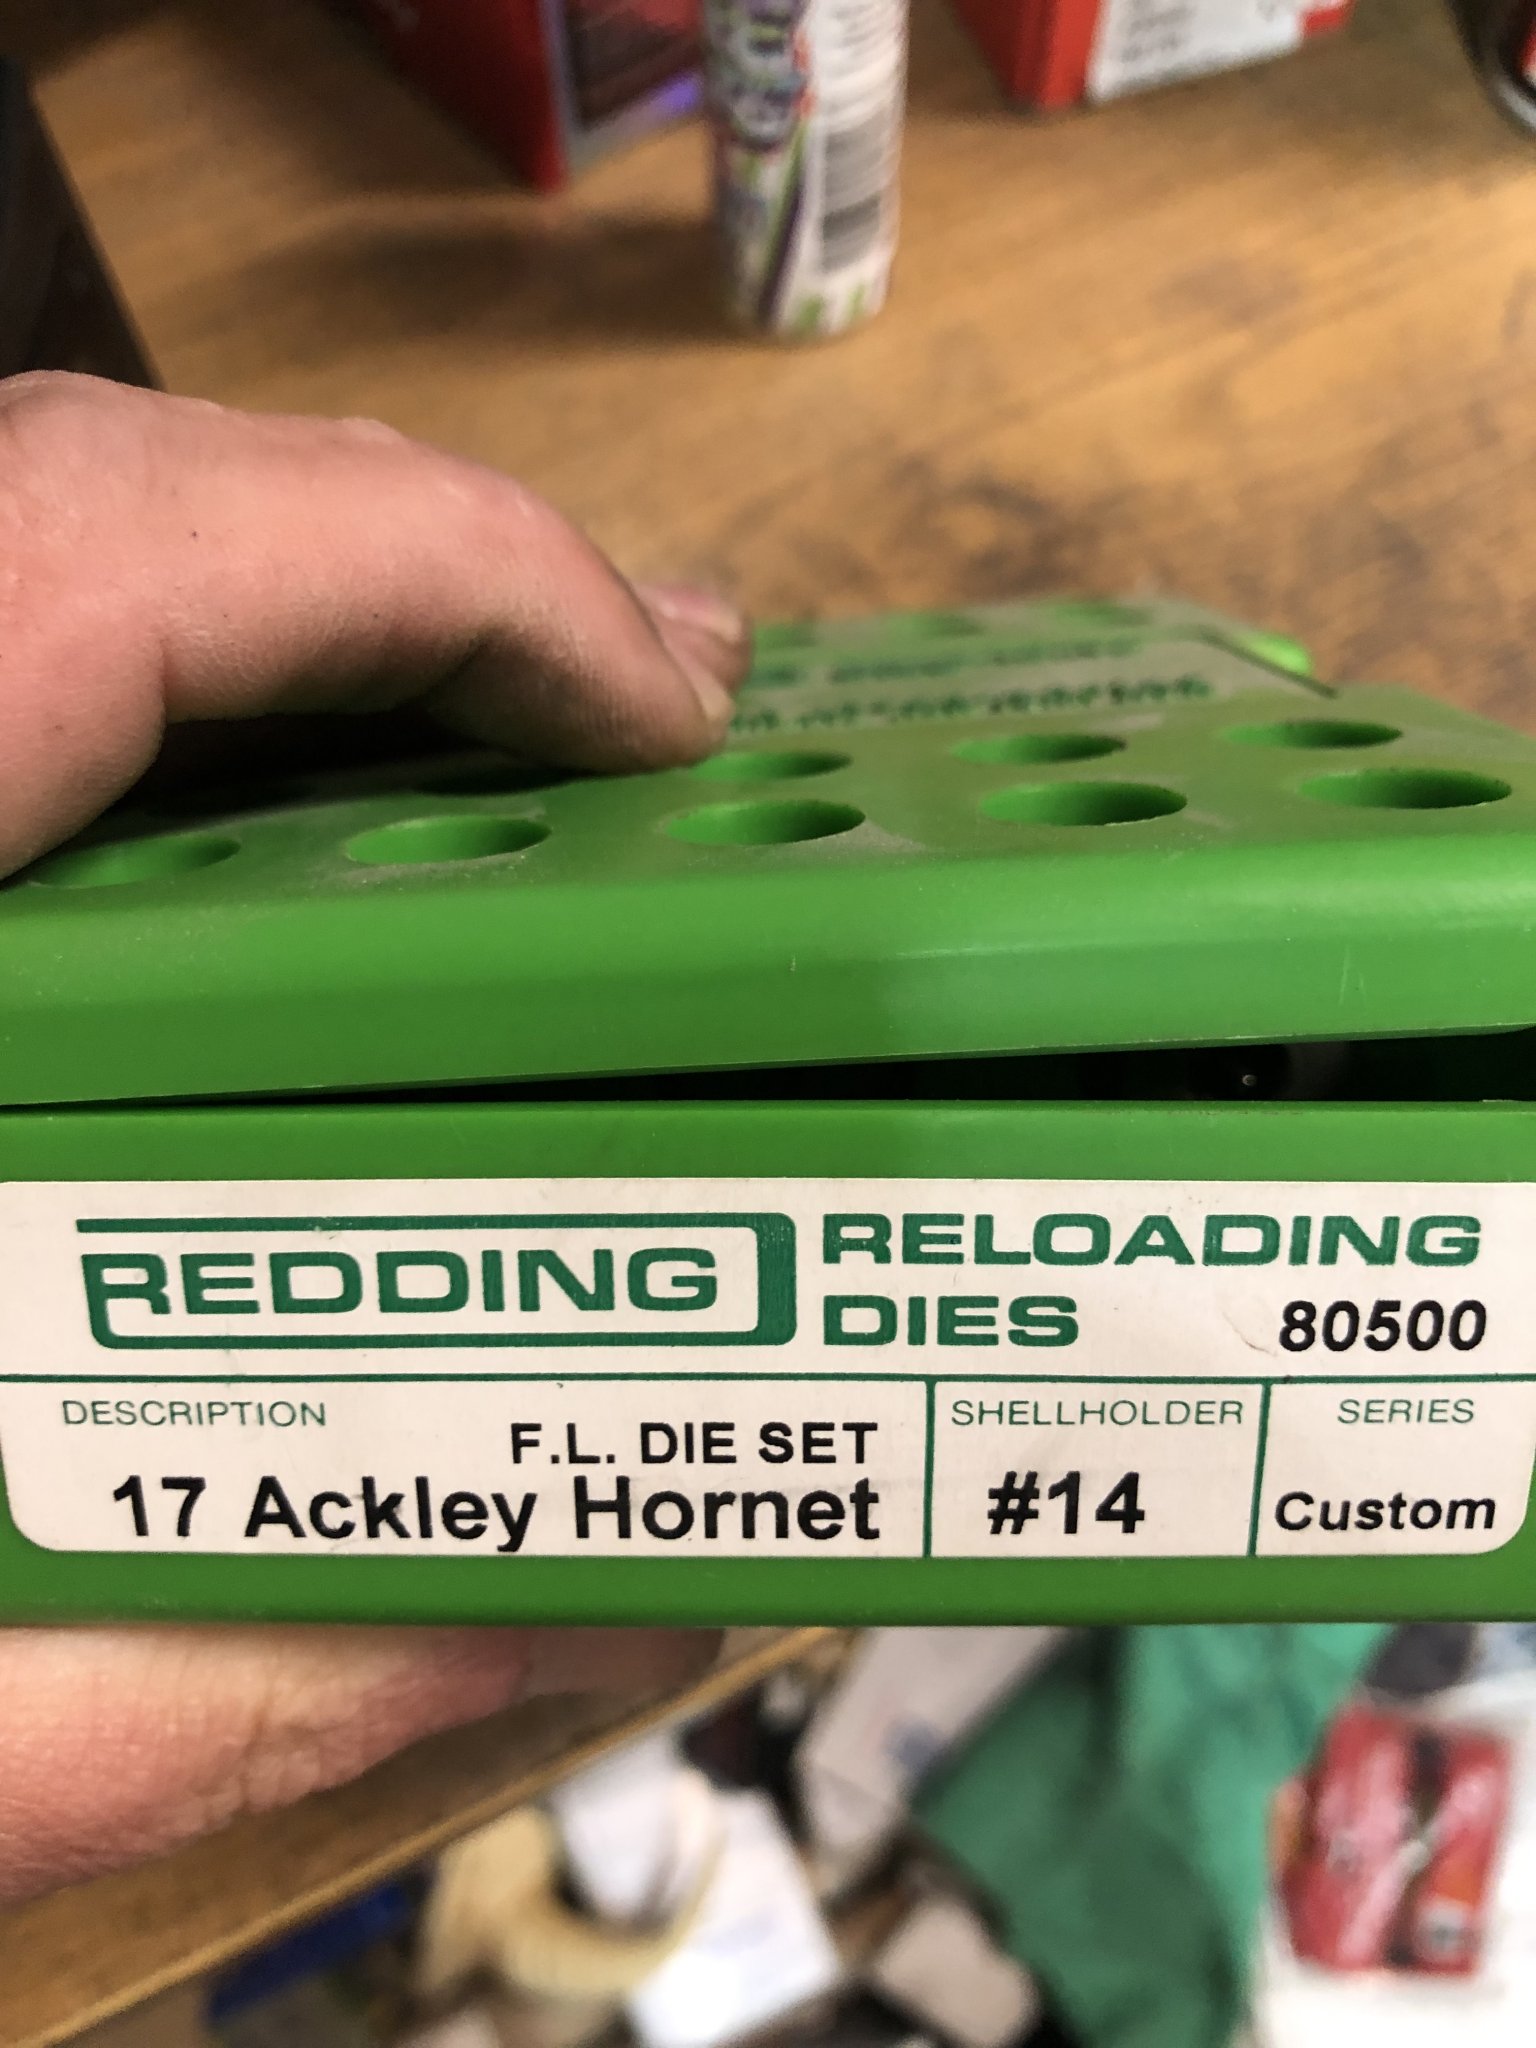 REDDING
RELOADING
DIES
80500
DESCRIPTION
F.L. DIE SET
17 Ackley Hornet
SHELLHOLDER
#14
SERIES
Custom